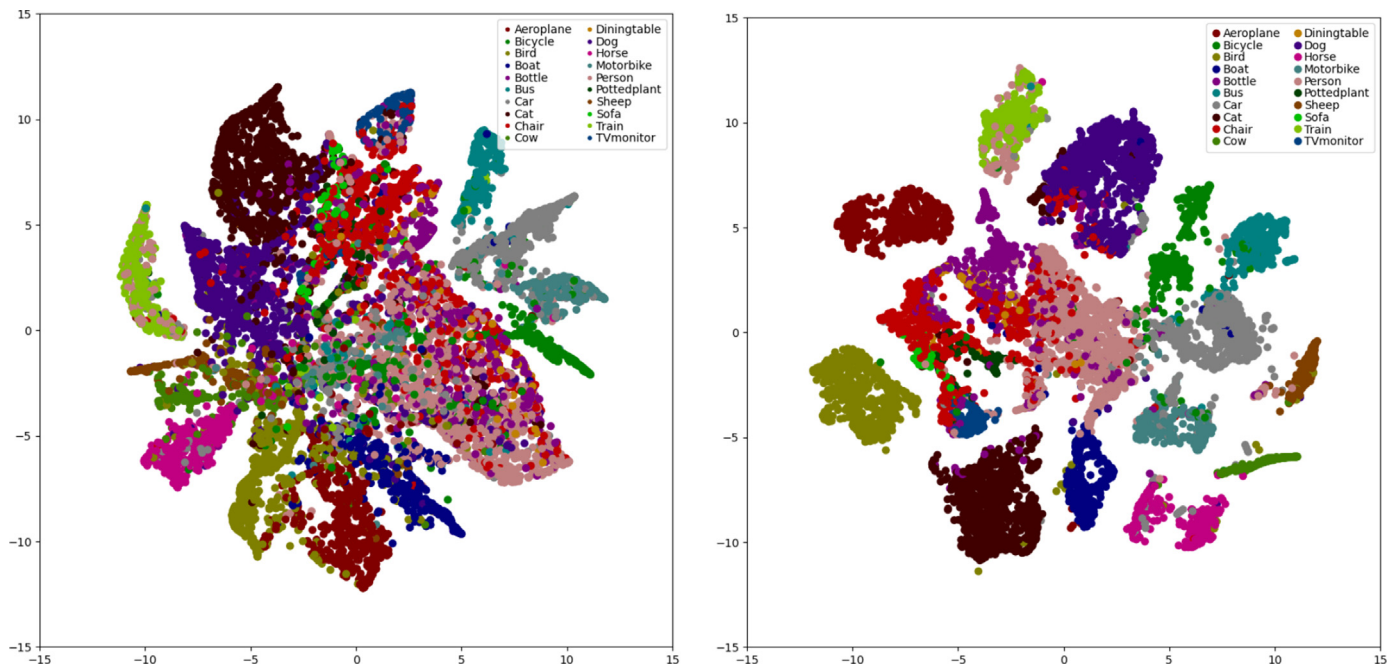 15
10
5
0
−5
−10
−15
−15 −10 −5 0 5 10 15
Aeroplane Diningtable
Bicycle Dog
Bird Horse
Boat Motorbike
Bottle Person
Bus Pottedplant
Car Sheep
Cat Sofa
Chair Train
Cow TVmonitor
15
10
5
0
−5
−10
−15
−15 −10 −5 0 5 10 15
Aeroplane Diningtable
Bicycle Dog
Bird Horse
Boat Motorbike
Bottle Person
Bus Pottedplant
Car Sheep
Cat Sofa
Chair Train
Cow TVmonitor